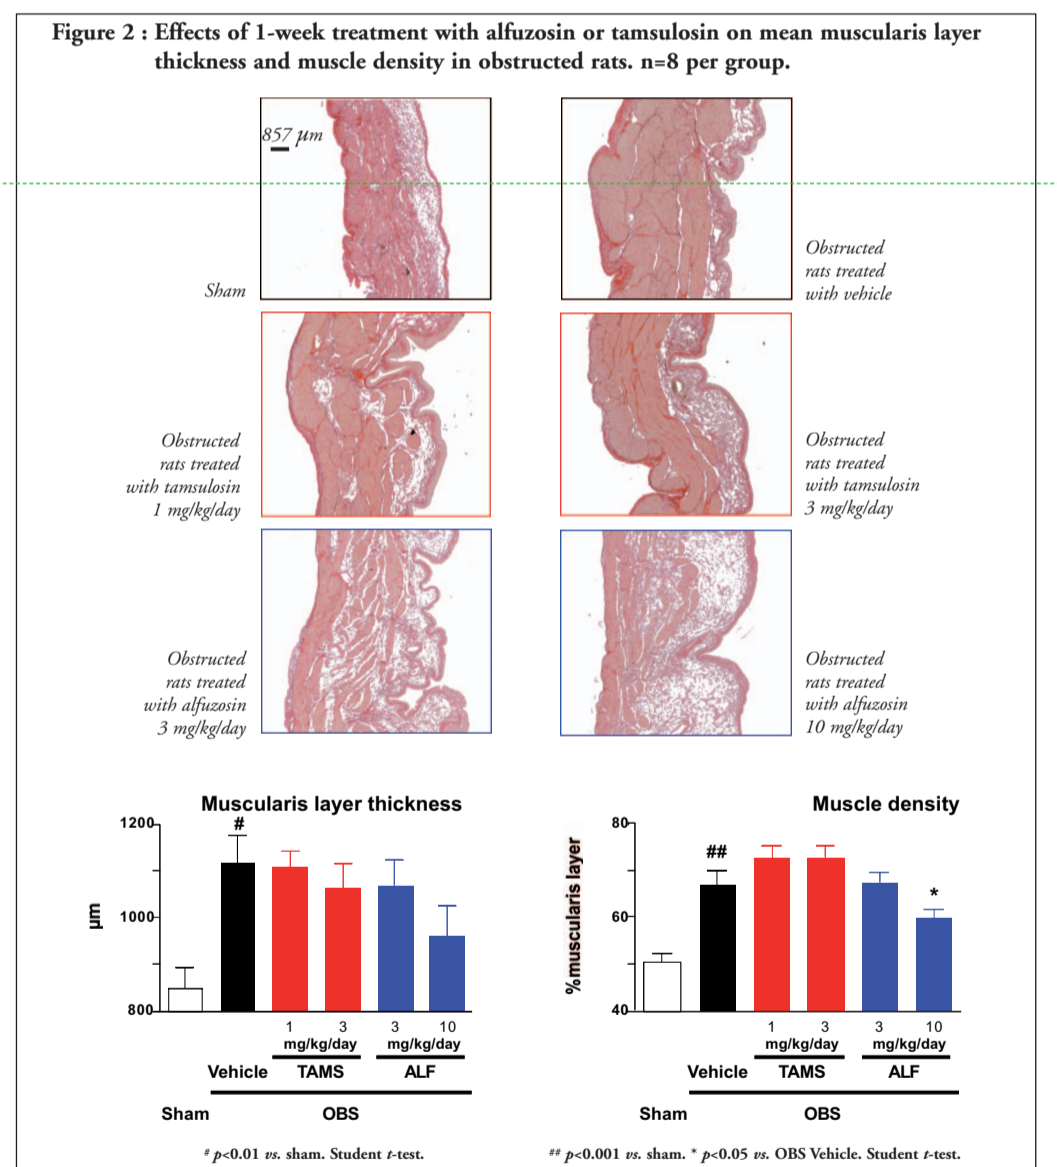 Figure 2 : Effects of 1-week treatment with alfuzosin or tamsulosin on mean muscularis layer
thickness and muscle density in obstructed rats. n=8 per group.
857 µm
Sham
Obstructed
rats treated
with vehicle
Obstructed
rats treated
with tamsulosin
1 mg/kg/day
Obstructed
rats treated
with tamsulosin
3 mg/kg/day
Obstructed
rats treated
with alfuzosin
3 mg/kg/day
Obstructed
rats treated
with alfuzosin
10 mg/kg/day
Muscularis layer thickness
1200
#
1000
µm
800
1 3 3 10
mg/kg/day mg/kg/day
Vehicle TAMS ALF
Sham OBS
# p<0.01 vs. sham. Student t-test.
Muscle density
80
##
*
60
%muscularis layer
40
1 3 3 10
mg/kg/day mg/kg/day
Vehicle TAMS ALF
Sham OBS
## p<0.001 vs. sham. * p<0.05 vs. OBS Vehicle. Student t-test.